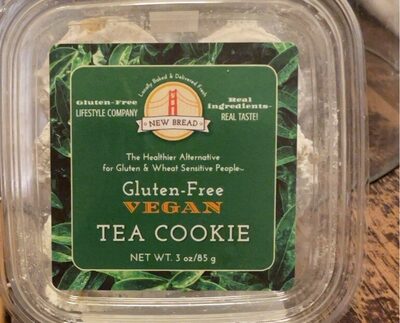 Locally Baked & Delivered Fresh
Gluten-Free
LIFESTYLE COMPANY
Real
Ingredients-
REAL TASTE!
NEW BREAD
The Healthier Alternative
for Gluten & Wheat Sensitive People~
Gluten-Free
VEGAN
TEA COOKIE
NET WT. 3 oz/85 g